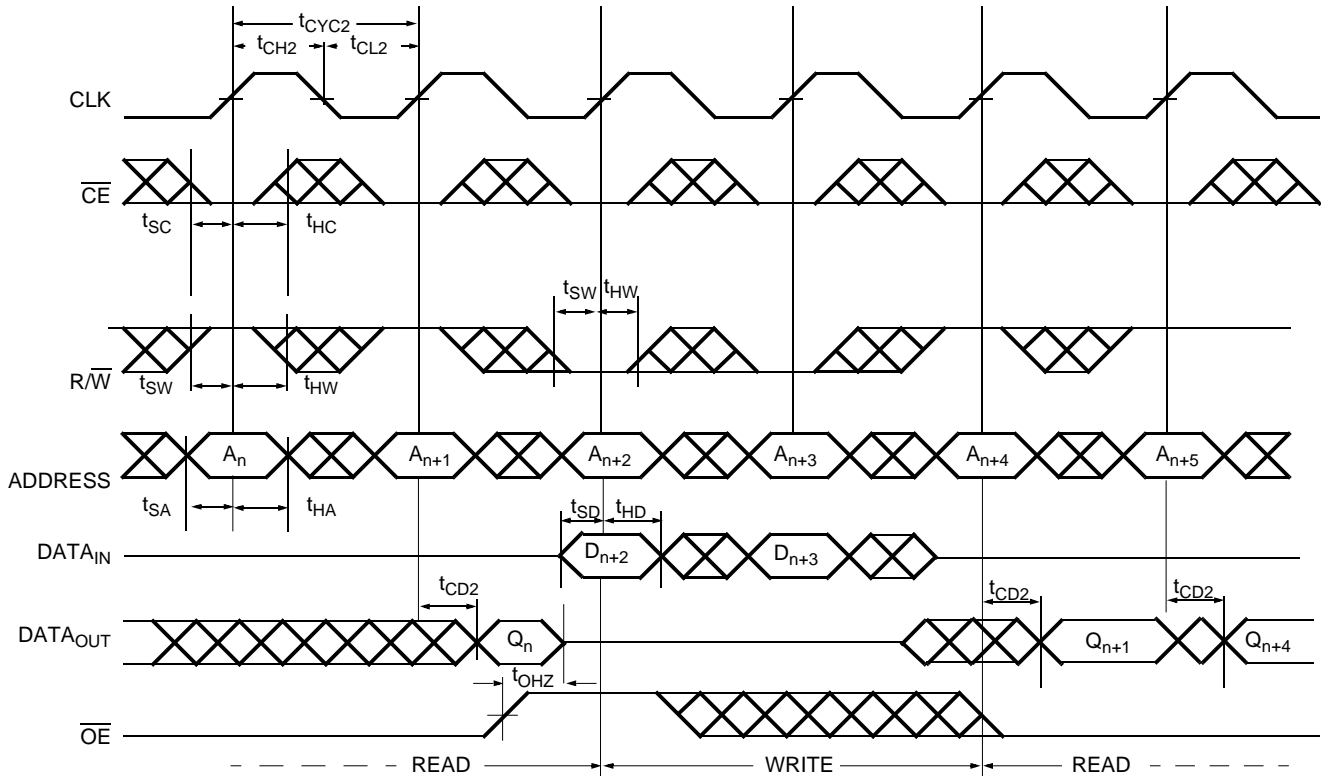 tCYC2
tCH2 tCL2
CLK
CE
tSC tHC
tSW tHW
R/W
tSW tHW
An An+1 An+2 An+3 An+4 An+5
ADDRESS
tSA tHA
tSD tHD
DATAIN
Dn+2 Dn+3
tCD2 tCD2 tCD2
DATAOUT
Qn Qn+1 Qn+4
tOHZ
OE
READ WRITE READ